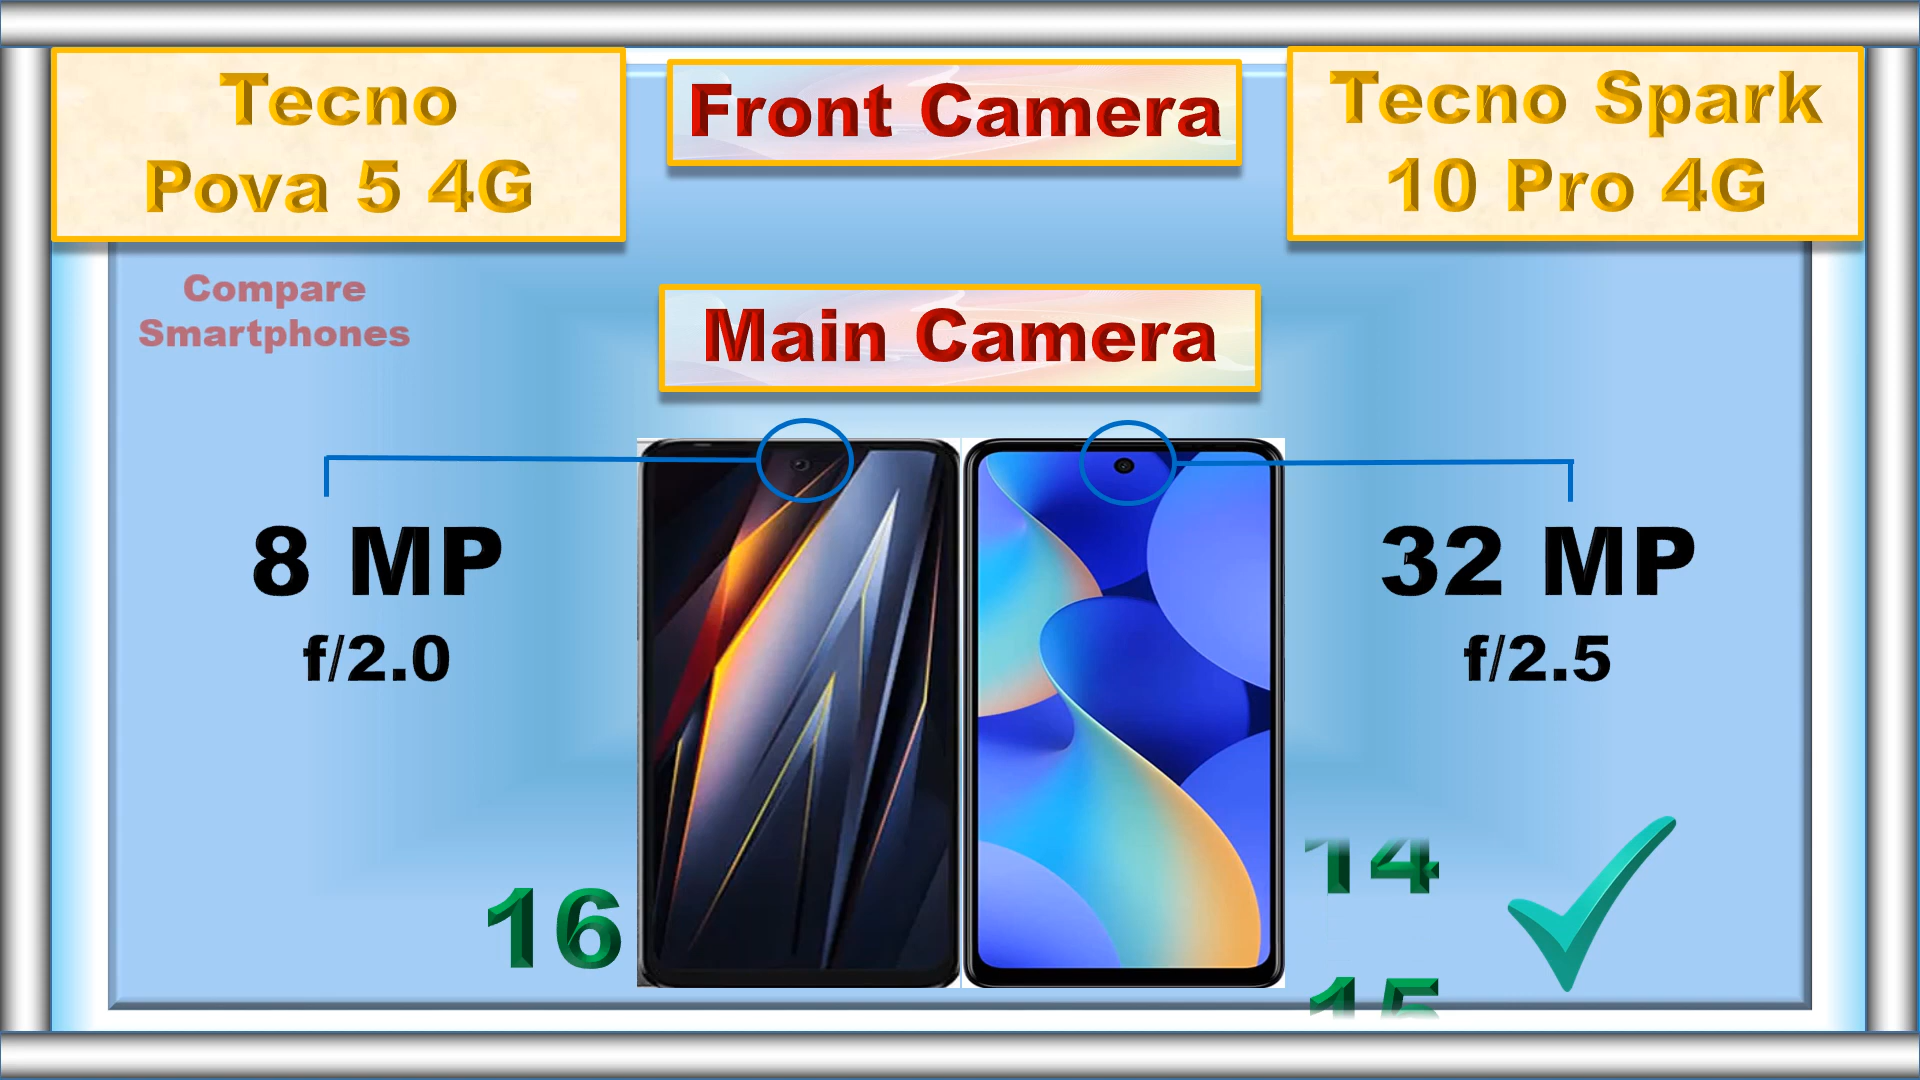 Tecno
Pova 5 4G
Front Camera
Tecno Spark
10 Pro 4G
Compare
Smartphones
Main Camera
8 MP
f/2.0
32 MP
f/2.5
16
14
15